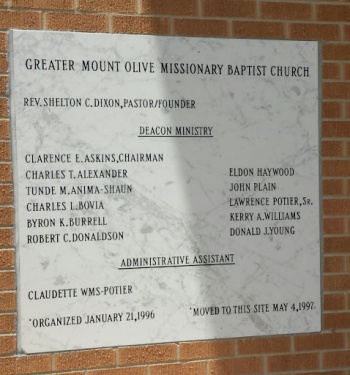 GREATER MOUNT OLIVE MISSIONARY BAPTIST CHURCH
REV. SHELTON C. DIXON, PASTOR/FOUNDER
DEACON MINISTRY
CLARENCE E. ASKINS, CHAIRMAN
CHARLES T. ALEXANDER
TUNDE M. ANIMA-SHAUN
CHARLES L. BOVIA
BYRON K. BURRELL
ROBERT C. DONALDSON
ELDON HAYWOOD
JOHN PLAIN
LAWRENCE POTIER, SR.
KERRY A. WILLIAMS
DONALD J. YOUNG
ADMINISTRATIVE ASSISTANT
CLAUDETTE WMS-POTIER
*ORGANIZED JANUARY 21, 1996
*MOVED TO THIS SITE MAY 4, 1997